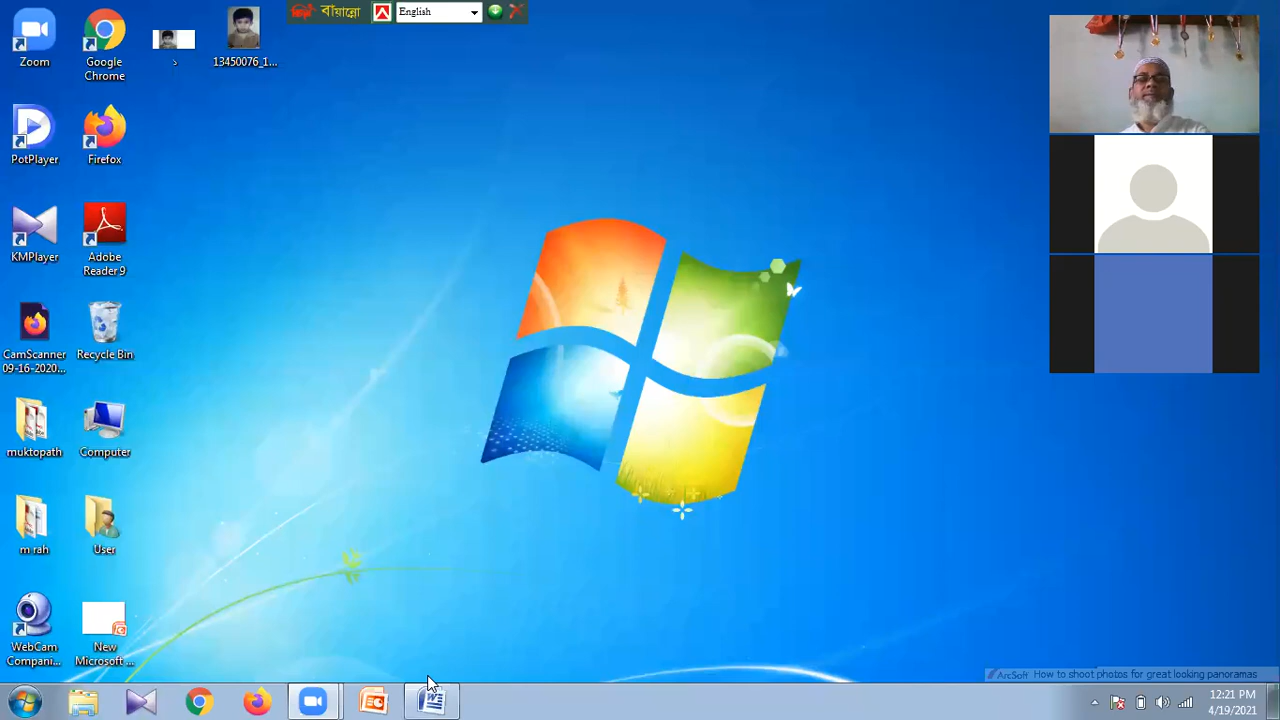 বায়ান্নো
English
Zoom
Google
Chrome
13450076_1...
PotPlayer
Firefox
KMPlayer
Adobe
Reader 9
CamScanner
09-16-2020...
Recycle Bin
muktopath
Computer
m rah
User
WebCam
Compani...
New
Microsoft ...
ArcSoft How to shoot photos for great looking panoramas
12:21 PM
4/19/2021